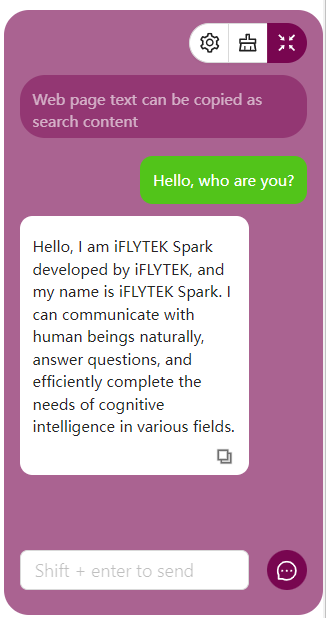 Web page text can be copied as
search content
Hello, who are you?
Hello, I am iFLYTEK Spark
developed by iFLYTEK, and
my name is iFLYTEK Spark. I
can communicate with
human beings naturally,
answer questions, and
efficiently complete the
needs of cognitive
intelligence in various fields.
Shift + enter to send